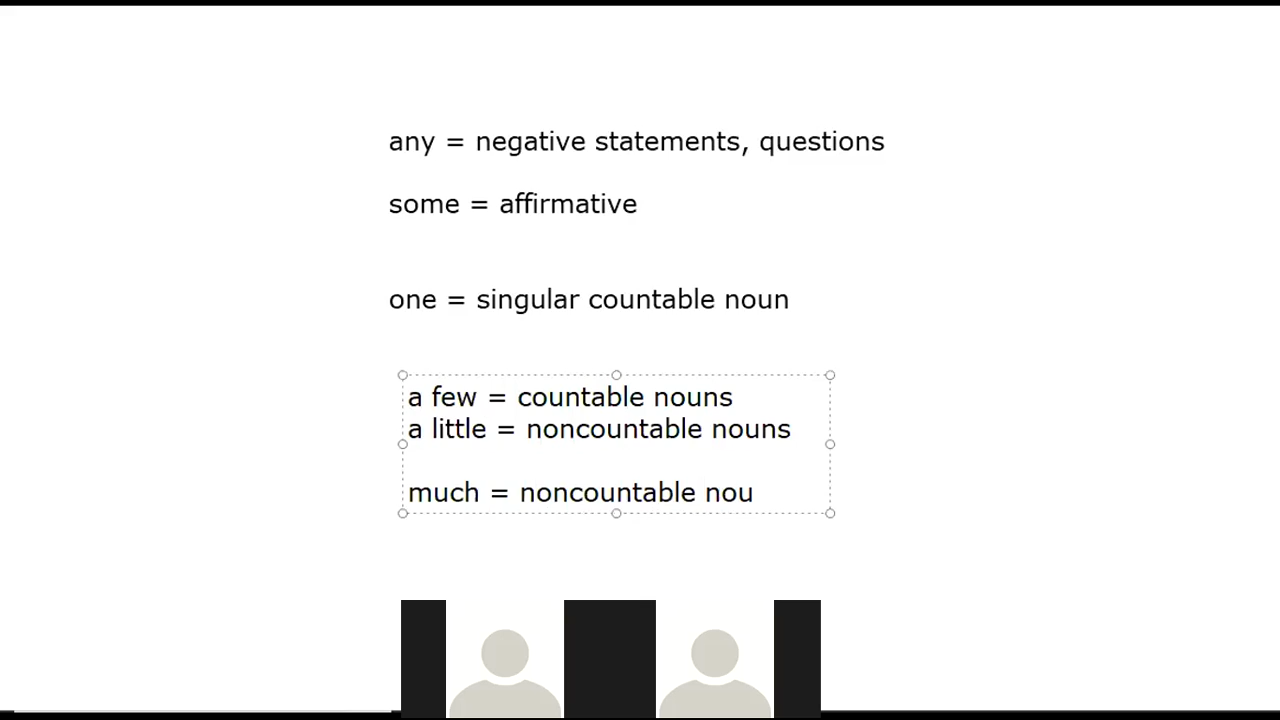 any = negative statements, questions
some = affirmative
one = singular countable noun
a few = countable nouns
a little = noncountable nouns
much = noncountable nou